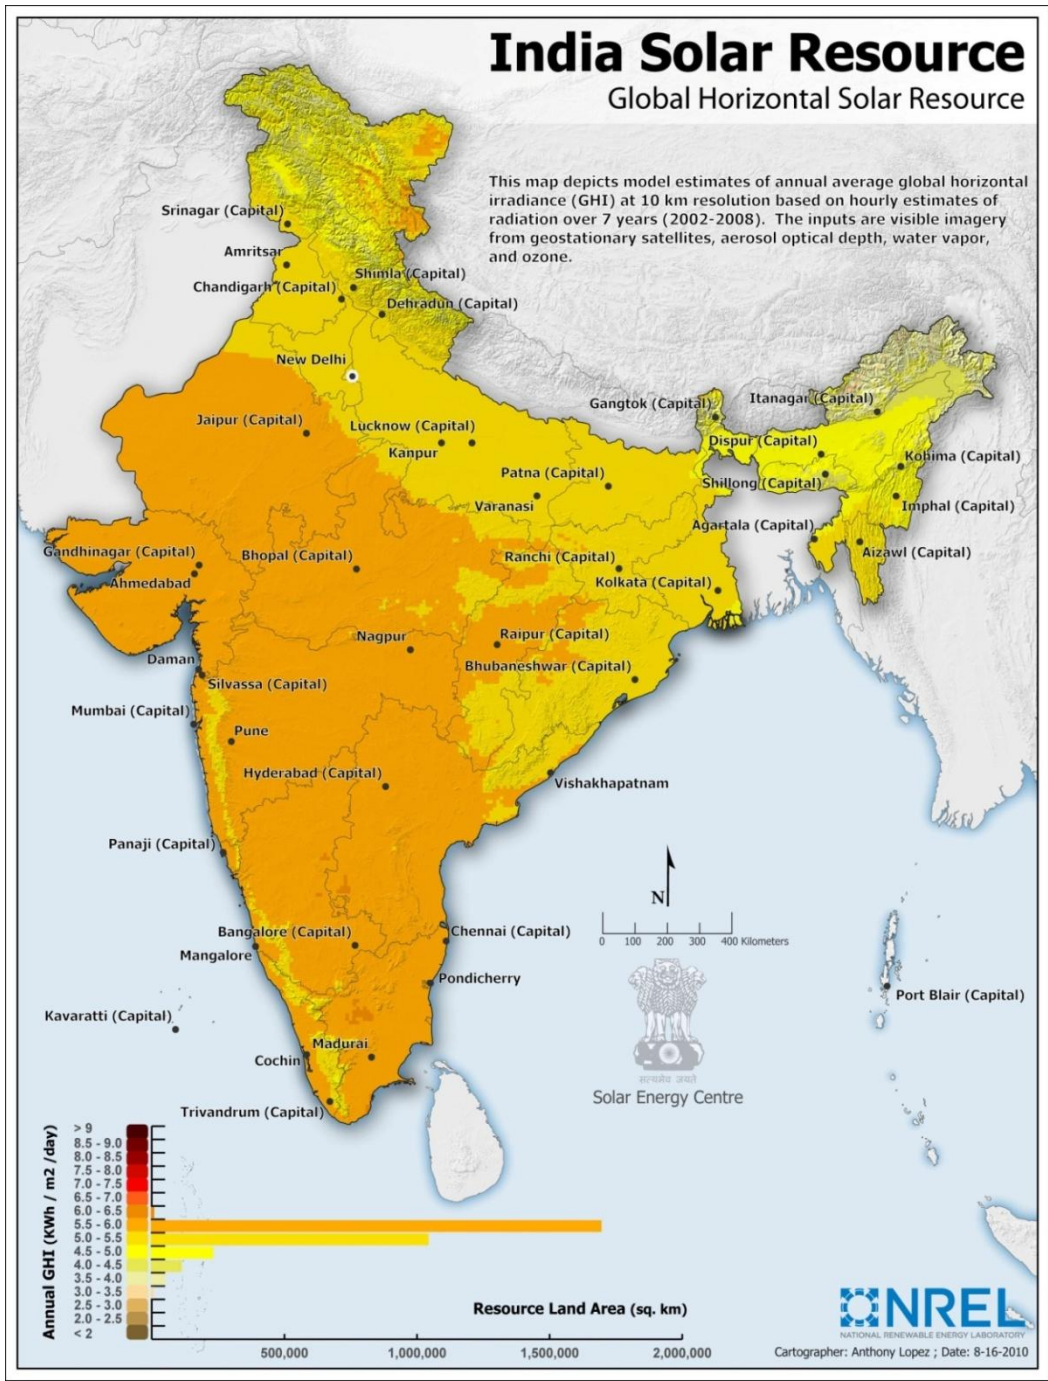 India Solar Resource
Global Horizontal Solar Resource
This map depicts model estimates of annual average global horizontal
irradiance (GHI) at 10 km resolution based on hourly estimates of
radiation over 7 years (2002-2008). The inputs are visible imagery
from geostationary satellites, aerosol optical depth, water vapor,
and ozone.
Srinagar (Capital)
Amritsar
Shimla (Capital)
Chandigarh (Capital)
Dehradun (Capital)
New Delhi
Jaipur (Capital)
Lucknow (Capital)
Kanpur
Gangtok (Capital)
Itanagar (Capital)
Dispur (Capital)
Kohima (Capital)
Patna (Capital)
Shillong (Capital)
Varanasi
Imphal (Capital)
Agartala (Capital)
Gandhinagar (Capital)
Bhopal (Capital)
Ranchi (Capital)
Aizawl (Capital)
Ahmedabad
Kolkata (Capital)
Nagpur
Raipur (Capital)
Daman
Bhubaneshwar (Capital)
Silvassa (Capital)
Mumbai (Capital)
Pune
Hyderabad (Capital)
Vishakhapatnam
Panaji (Capital)
N
0 100 200 300 400 Kilometers
Bangalore (Capital)
Chennai (Capital)
Mangalore
Pondicherry
Port Blair (Capital)
Kavaratti (Capital)
Madurai
Cochin
सत्यमेव जयते
Solar Energy Centre
Trivandrum (Capital)
Annual GHI (KWh / m2 /day)
> 9
8.5 - 9.0
8.0 - 8.5
7.5 - 8.0
7.0 - 7.5
6.5 - 7.0
6.0 - 6.5
5.5 - 6.0
5.0 - 5.5
4.5 - 5.0
4.0 - 4.5
3.5 - 4.0
3.0 - 3.5
2.5 - 3.0
2.0 - 2.5
< 2
Resource Land Area (sq. km)
500,000 1,000,000 1,500,000 2,000,000
NREL
NATIONAL RENEWABLE ENERGY LABORATORY
Cartographer: Anthony Lopez ; Date: 8-16-2010